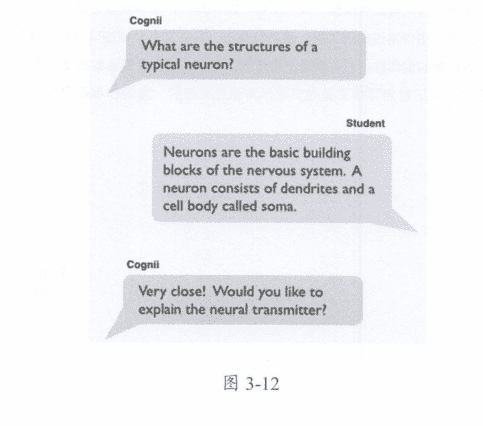 Cognii
What are the structures of a
typical neuron?
Student
Neurons are the basic building
blocks of the nervous system. A
neuron consists of dendrites and a
cell body called soma.
Cognii
Very close! Would you like to
explain the neural transmitter?
图 3-12